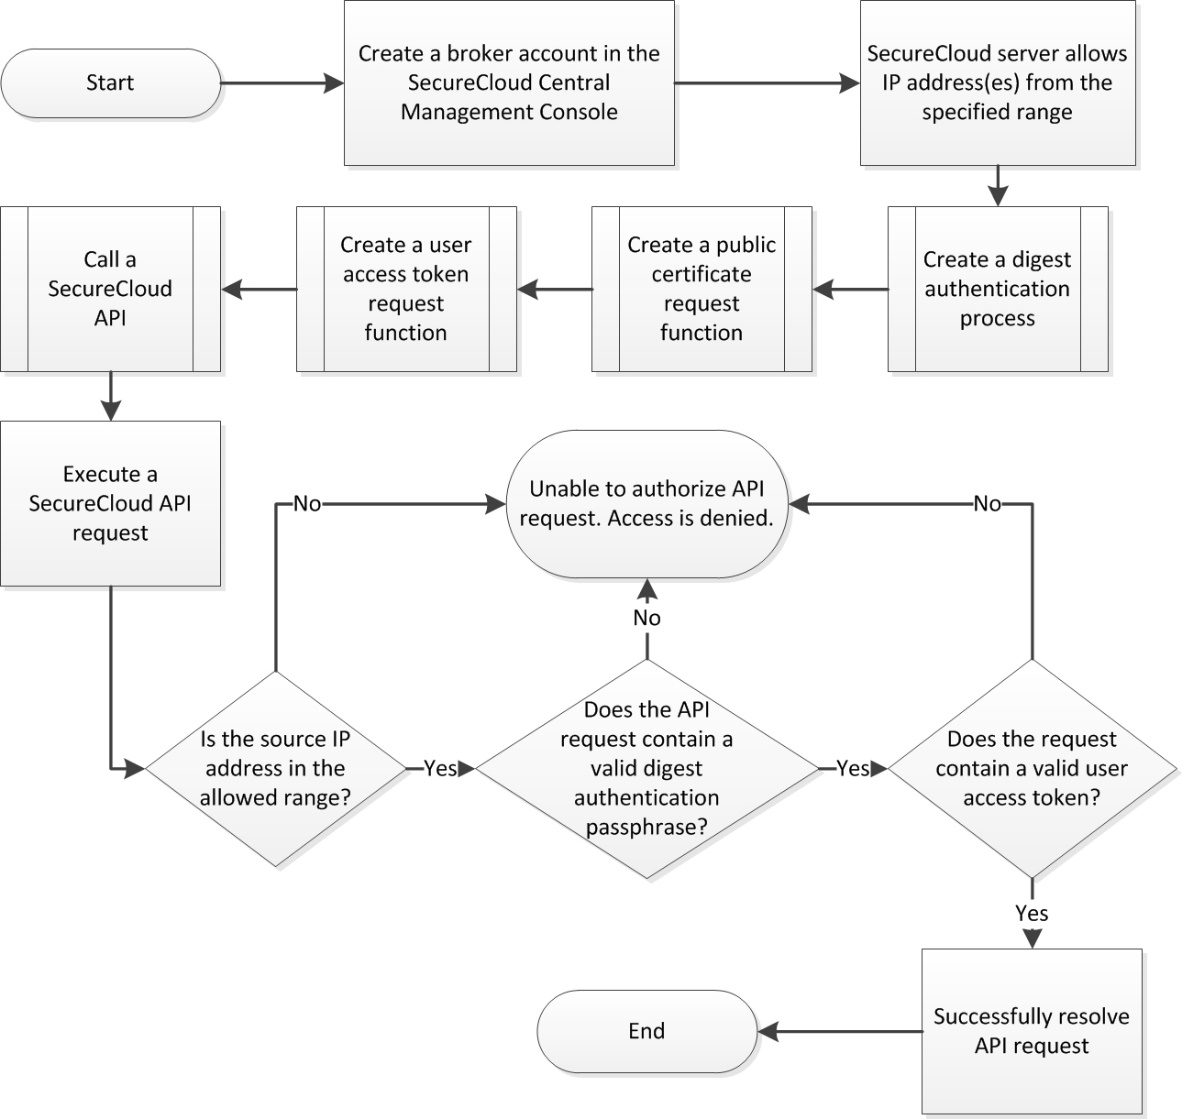 Start
Create a broker account in the
SecureCloud Central
Management Console
SecureCloud server allows
IP address(es) from the
specified range
Create a digest
authentication
process
Create a public
certificate
request
function
Create a user
access token
request
function
Call a
SecureCloud
API
Execute a
SecureCloud API
request
Is the source IP
address in the
allowed range?
No
Yes
Does the API
request contain a
valid digest
authentication
passphrase?
No
Yes
Does the request
contain a valid user
access token?
No
Unable to authorize API
request. Access is denied.
Yes
Successfully resolve
API request
End